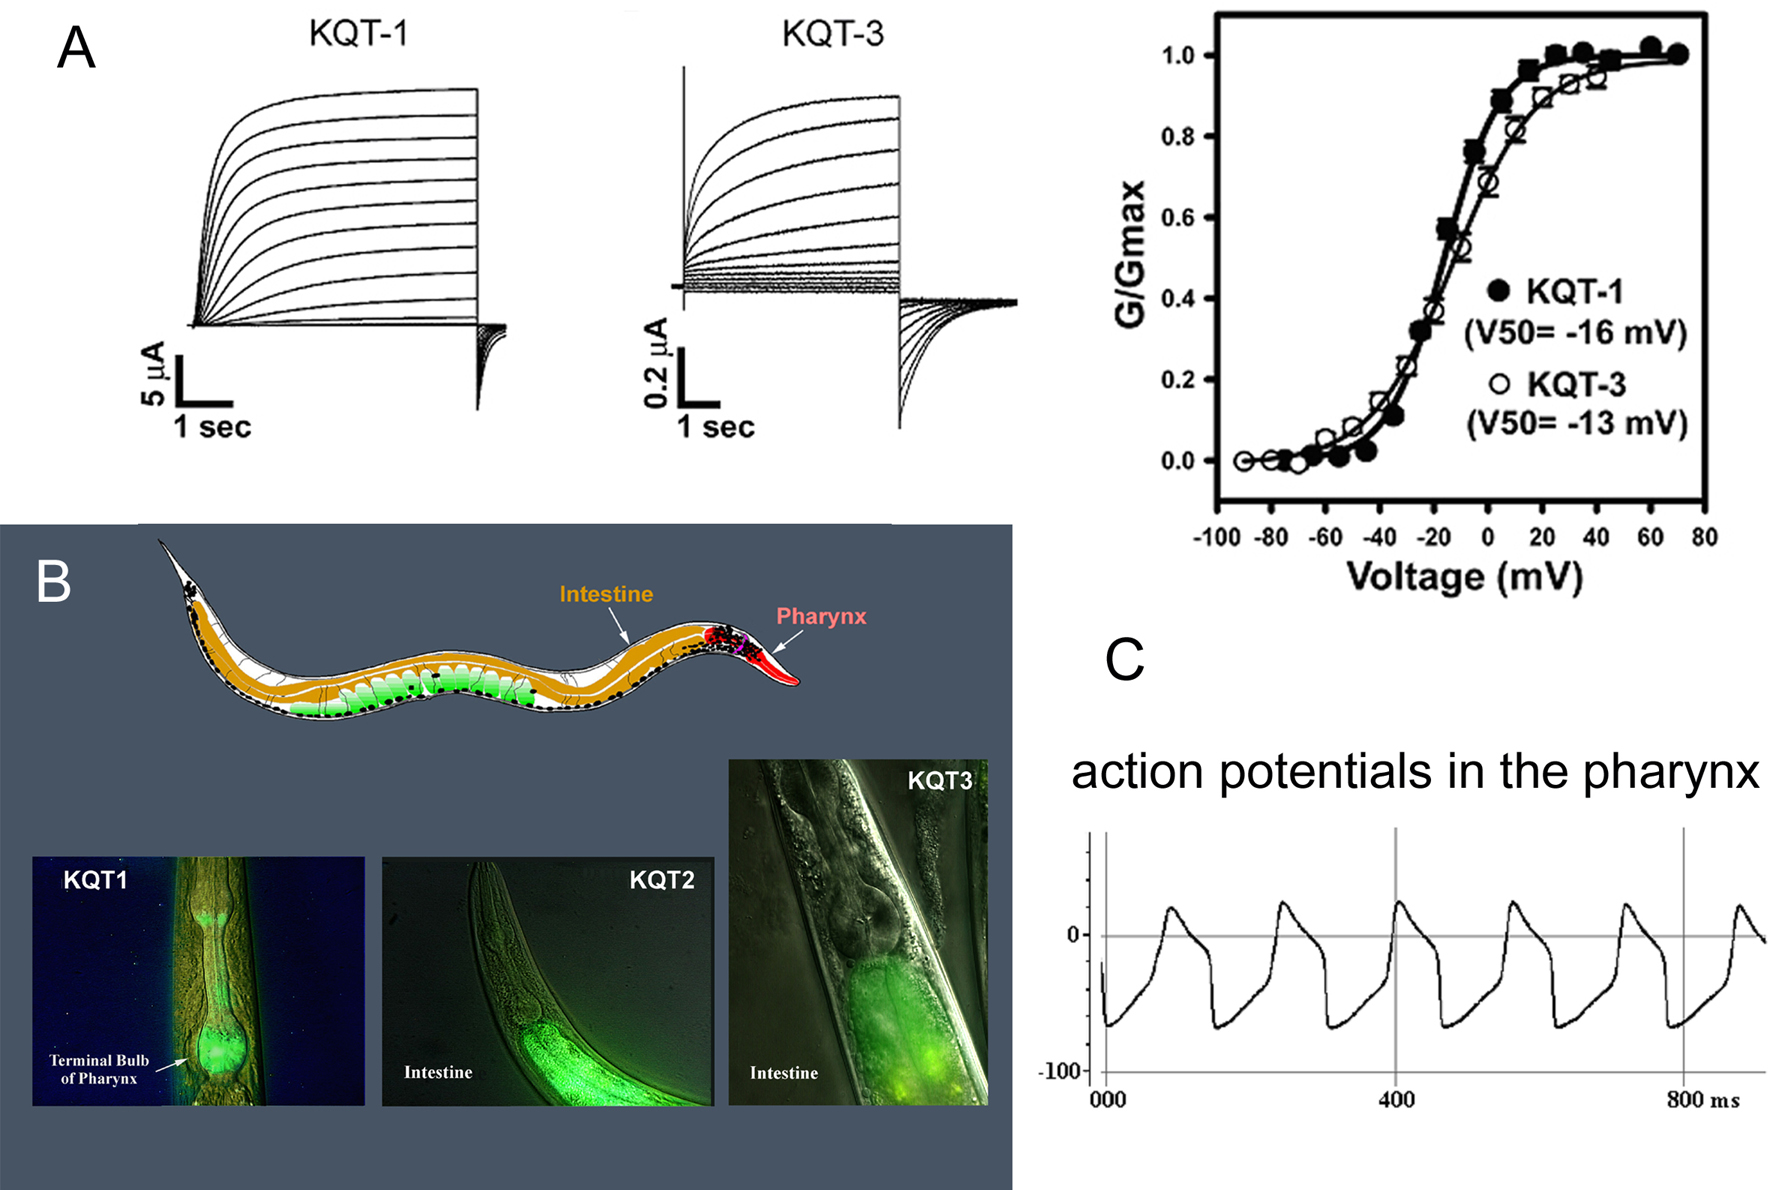 A
KQT-1
KQT-3
5 µA
1 sec
0.2 µA
1 sec
G/Gmax
1.0
0.8
0.6
0.4
0.2
0.0
KQT-1
(V50= -16 mV)
KQT-3
(V50= -13 mV)
-100 -80 -60 -40 -20 0 20 40 60 80
Voltage (mV)
B
Intestine
Pharynx
KQT1
Terminal Bulb
of Pharynx
KQT2
Intestine
KQT3
Intestine
C
action potentials in the pharynx
0
-100
000 400 800 ms